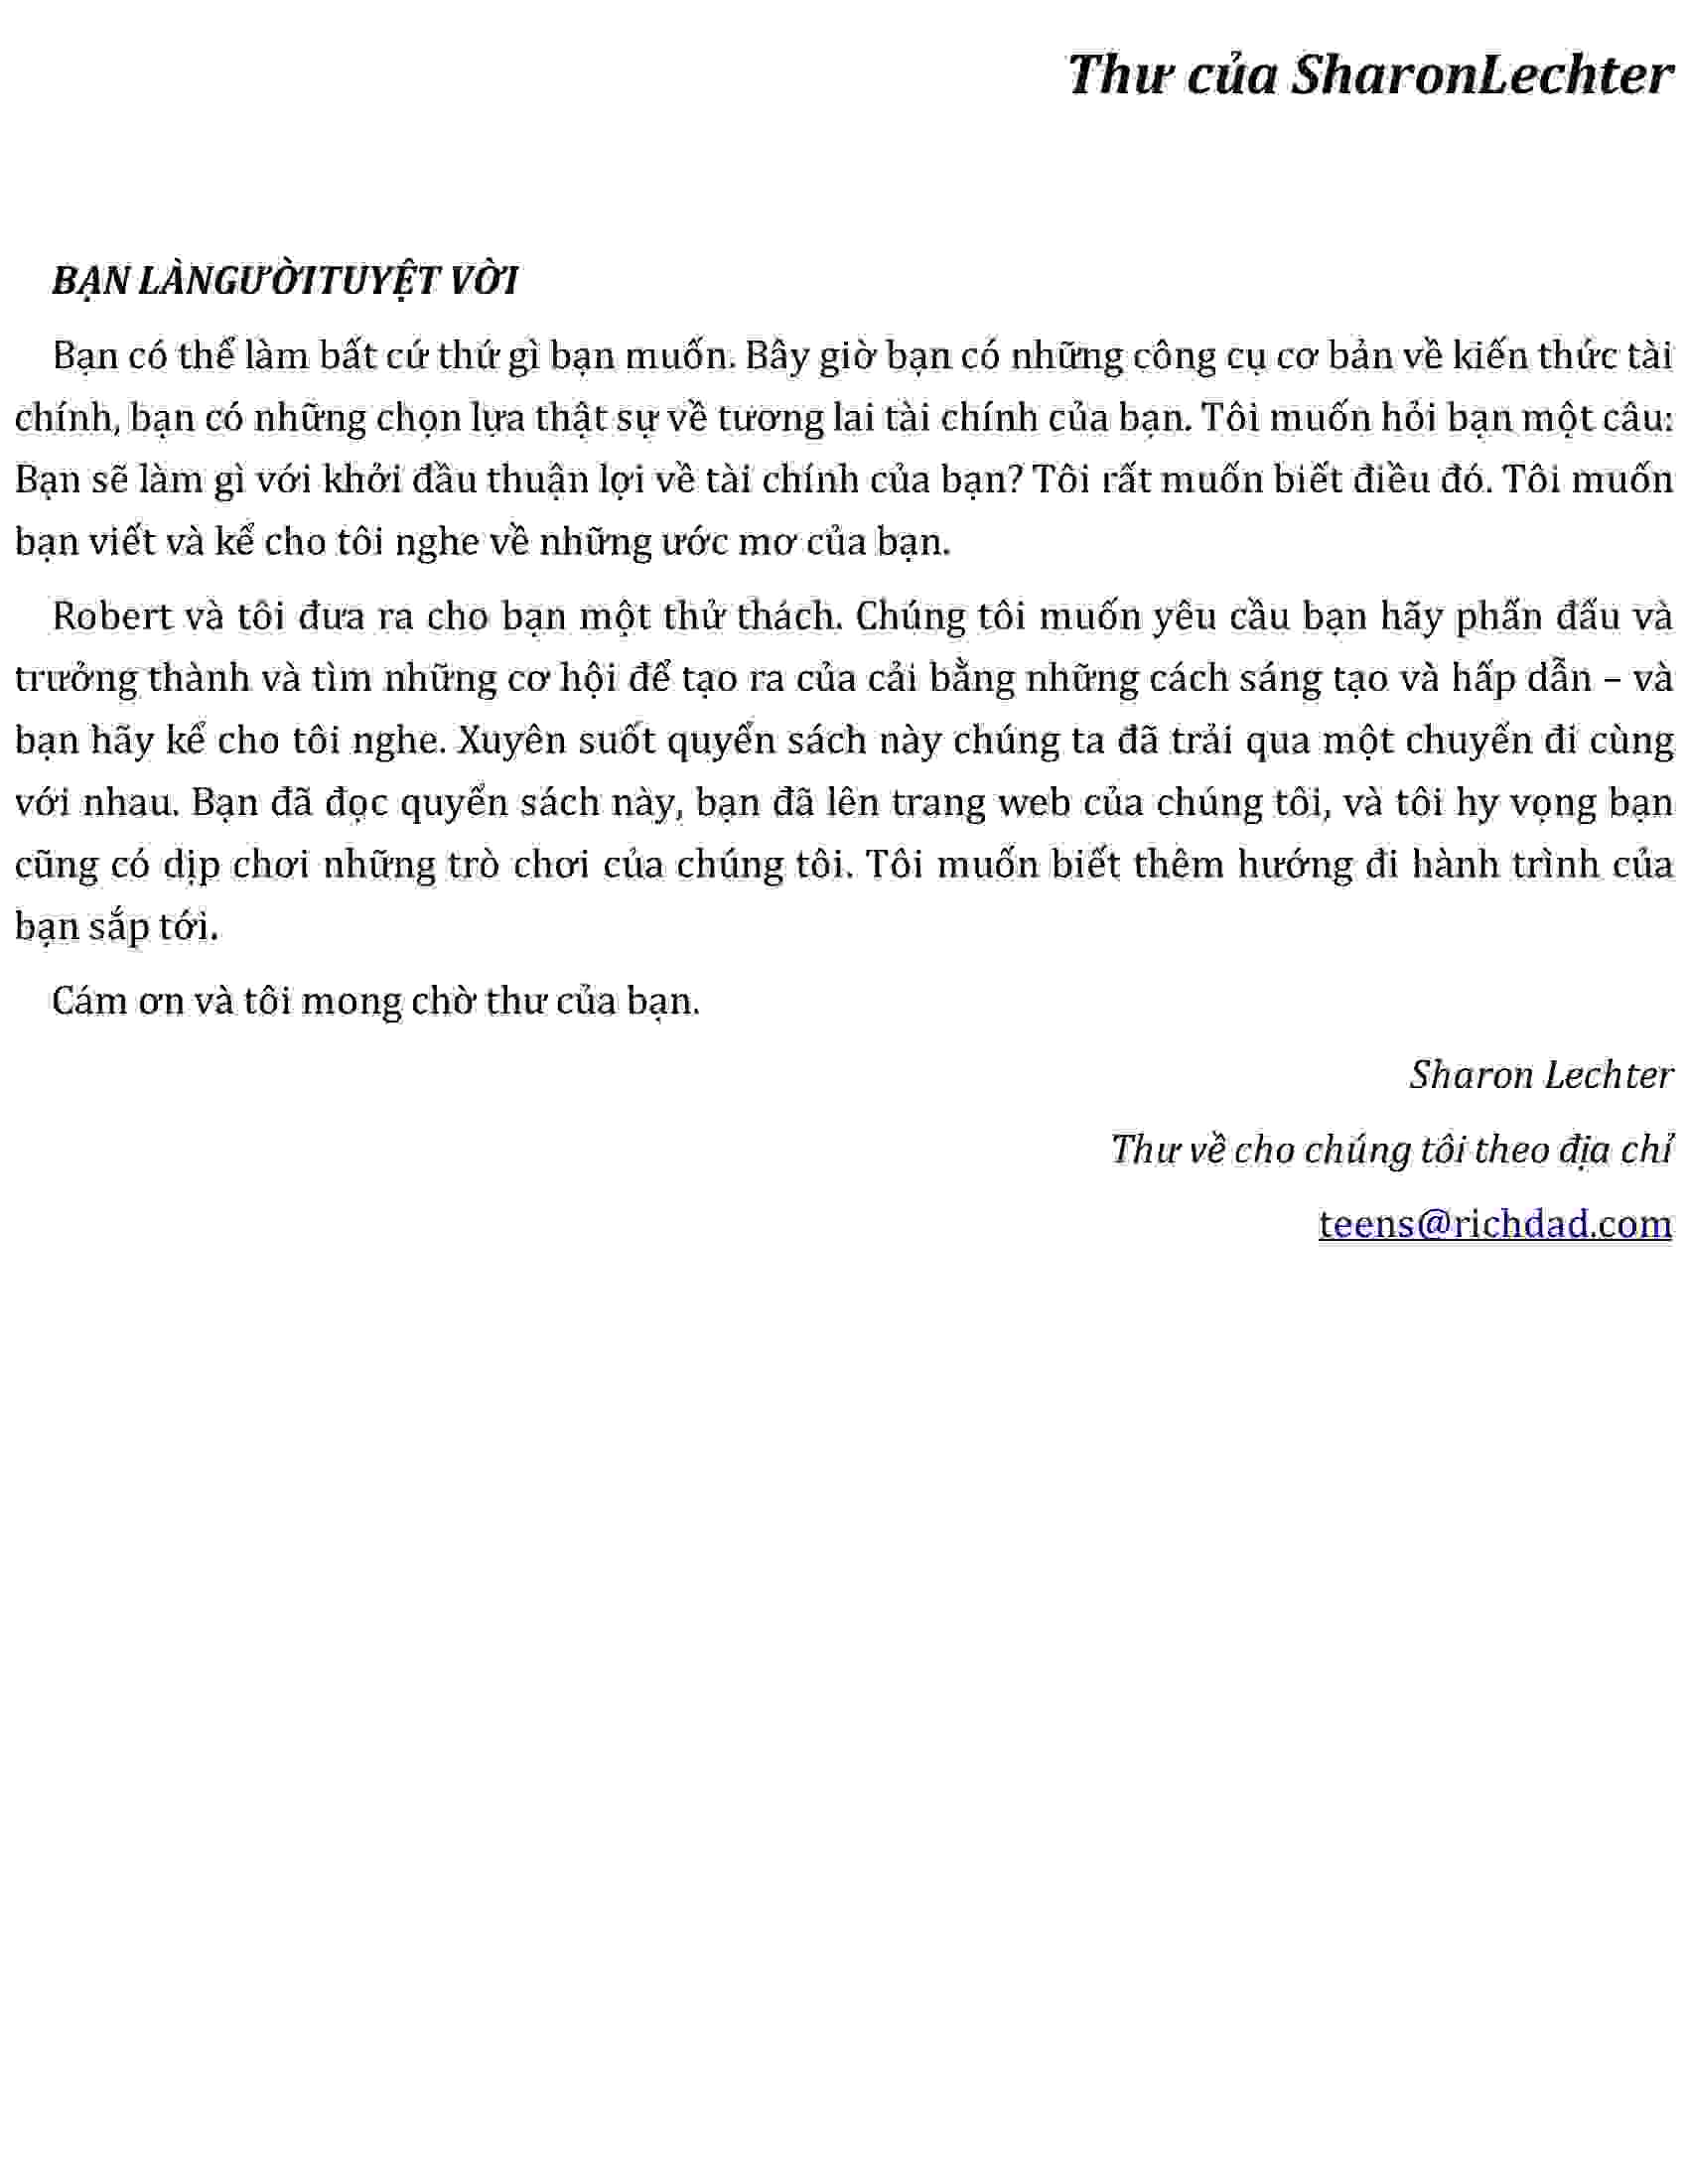 Thư của SharonLechter
BẠN LÀNGƯỜITUYỆT VỜI
Bạn có thể làm bất cứ thứ gì bạn muốn. Bây giờ bạn có những công cụ cơ bản về kiến thức tài
chính, bạn có những chọn lựa thật sự về tương lai tài chính của bạn. Tôi muốn hỏi bạn một câu:
Bạn sẽ làm gì với khởi đầu thuận lợi về tài chính của bạn? Tôi rất muốn biết điều đó. Tôi muốn
bạn viết và kể cho tôi nghe về những ước mơ của bạn.
Robert và tôi đưa ra cho bạn một thử thách. Chúng tôi muốn yêu cầu bạn hãy phấn đấu và
trưởng thành và tìm những cơ hội để tạo ra của cải bằng những cách sáng tạo và hấp dẫn – và
bạn hãy kể cho tôi nghe. Xuyên suốt quyển sách này chúng ta đã trải qua một chuyến đi cùng
với nhau. Bạn đã đọc quyển sách này, bạn đã lên trang web của chúng tôi, và tôi hy vọng bạn
cũng có dịp chơi những trò chơi của chúng tôi. Tôi muốn biết thêm hướng đi hành trình của
bạn sắp tới.
Cám ơn và tôi mong chờ thư của bạn.
Sharon Lechter
Thư về cho chúng tôi theo địa chỉ
teens@richdad.com